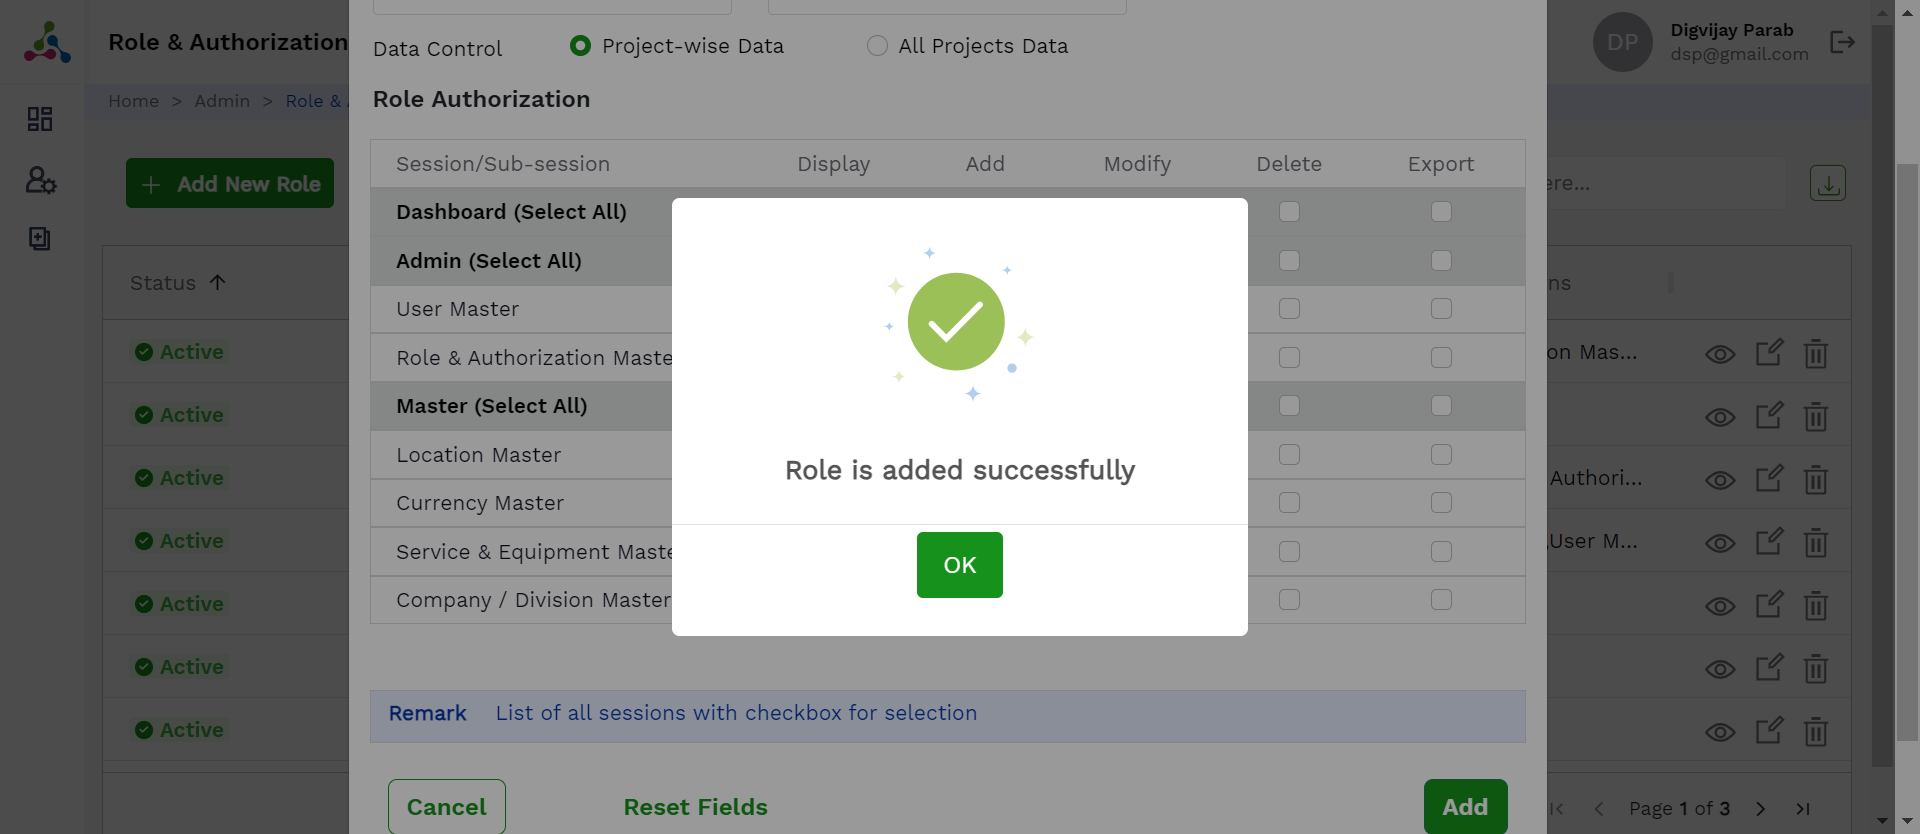 Role & Authorization
Data Control
Project-wise Data
All Projects Data
DP
Digvijay Parab
dsp@gmail.com
Home > Admin > Role &
Role Authorization
Add New Role
Session/Sub-session Display Add Modify Delete Export
ere...
Dashboard (Select All)
Admin (Select All)
Status
ns
User Master
Active
on Mas...
Role & Authorization Maste
Active
Master (Select All)
Location Master
Role is added successfully
Active
Authori...
Currency Master
Active
,User M...
Service & Equipment Maste
OK
Active
Company / Division Master
Active
Remark List of all sessions with checkbox for selection
Active
Cancel
Reset Fields
Add
Page 1 of 3